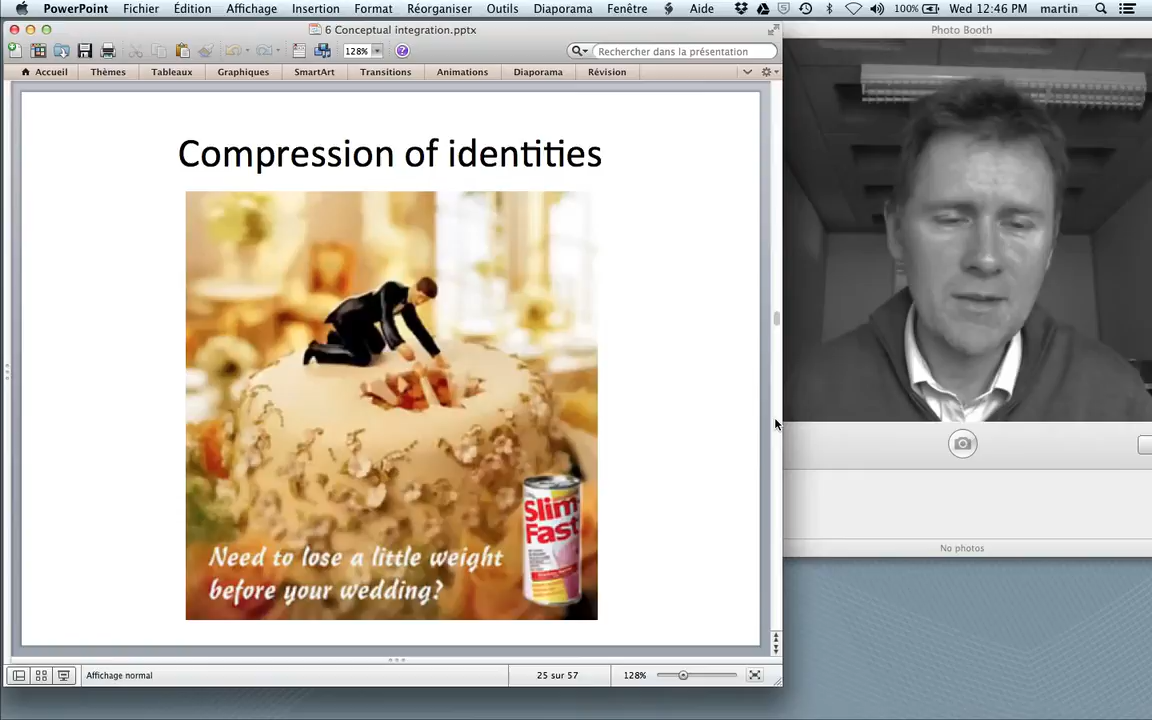 PowerPoint Fichier Édition Affichage Insertion Format Réorganiser Outils Diaporama Fenêtre Aide 100% Wed 12:46 PM martin
6 Conceptual integration.pptx
128%
Rechercher dans la présentation
Accueil Thèmes Tableaux Graphiques SmartArt Transitions Animations Diaporama Révision
Compression of identities
Slim-
Fast
Need to lose a little weight
before your wedding?
Affichage normal
25 sur 57
128%
Photo Booth
No photos